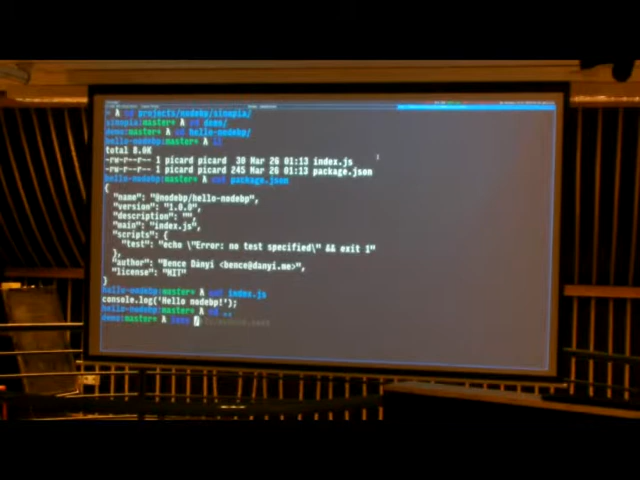 ~ λ cd projects/nodebp/sinopia/
sinopia:master* λ cd demo/
demo:master* λ cd hello-nodebp/
hello-nodebp:master* λ ll
total 8.0K
-rw-r--r-- 1 picard picard  30 Mar 26 01:13 index.js
-rw-r--r-- 1 picard picard 245 Mar 26 01:13 package.json
hello-nodebp:master* λ cat package.json
{
"name": "@nodebp/hello-nodebp",
"version": "1.0.0",
"description": "",
"main": "index.js",
"scripts": {
"test": "echo \"Error: no test specified\" && exit 1"
},
"author": "Bence Dányi <bence@danyi.me>",
"license": "MIT"
}
hello-nodebp:master* λ cat index.js
console.log('Hello nodebp!');
hello-nodebp:master* λ cd ..
demo:master* λ